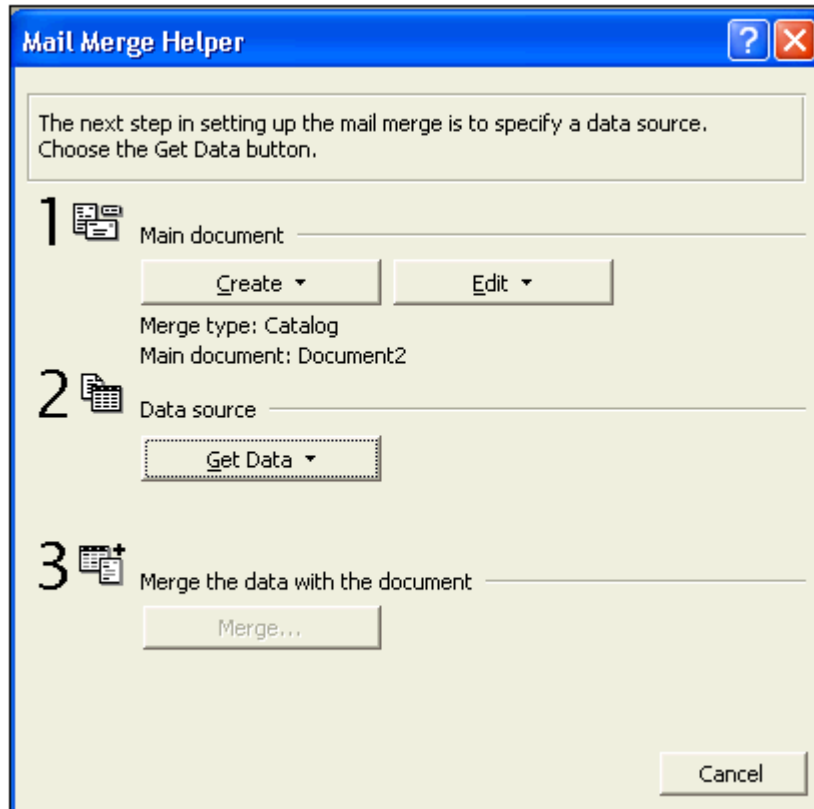 Mail Merge Helper
The next step in setting up the mail merge is to specify a data source.
Choose the Get Data button.
1
Main document
Create
Edit
Merge type: Catalog
Main document: Document2
2
Data source
Get Data
3
Merge the data with the document
Merge...
Cancel